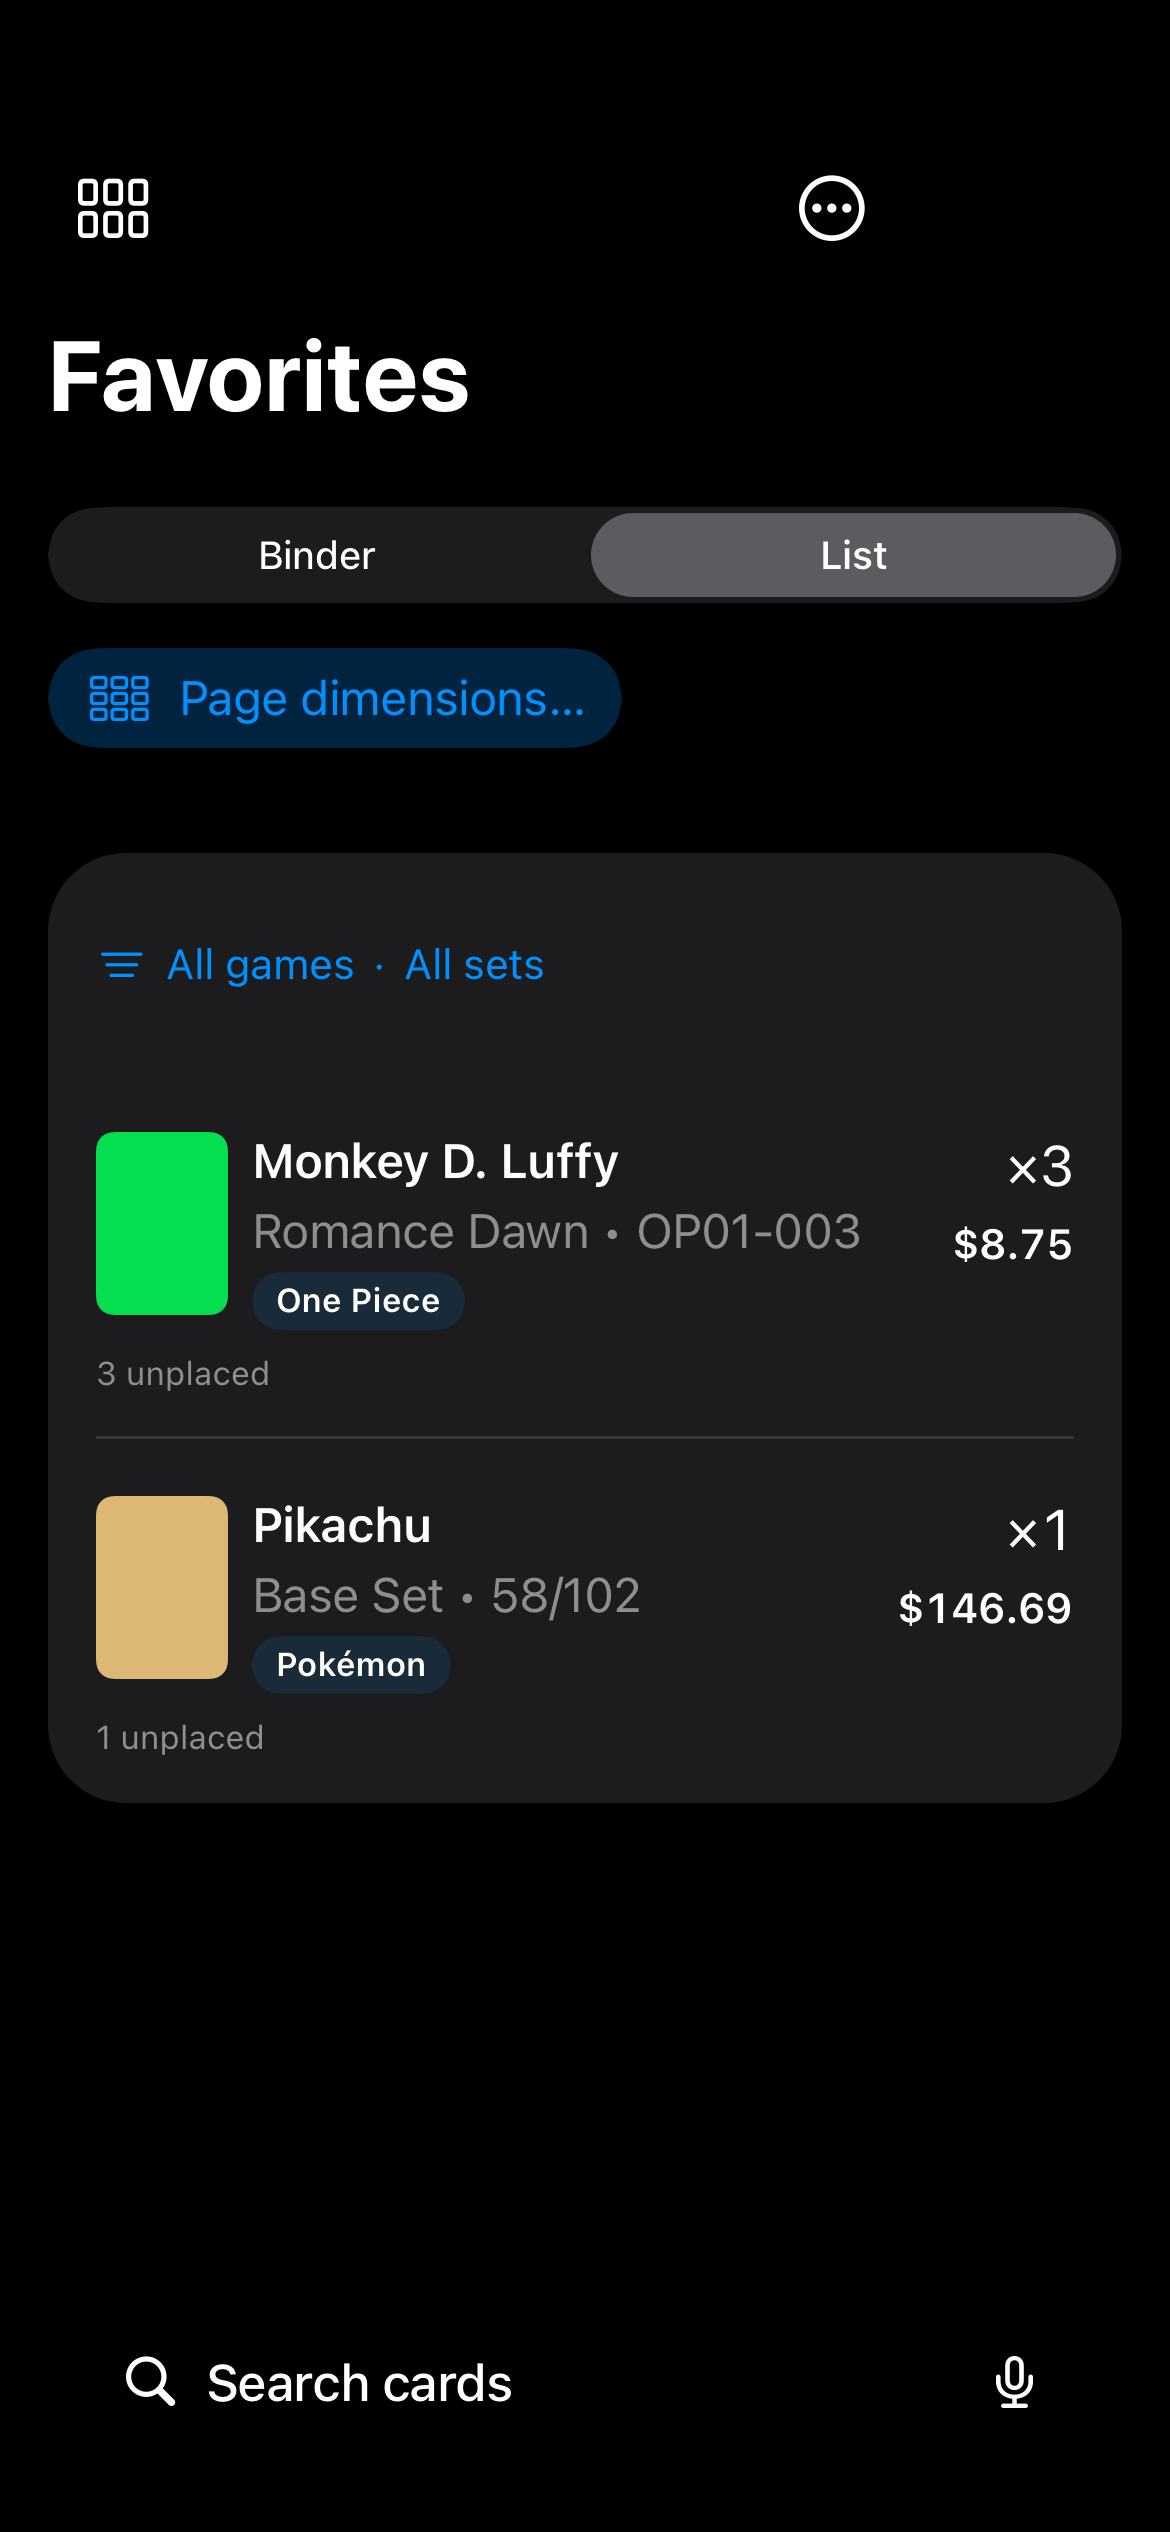 Favorites
Binder
List
Page dimensions...
All games · All sets
Monkey D. Luffy
×3
Romance Dawn • OP01-003
$8.75
One Piece
3 unplaced
Pikachu
×1
Base Set • 58/102
$146.69
Pokémon
1 unplaced
Search cards